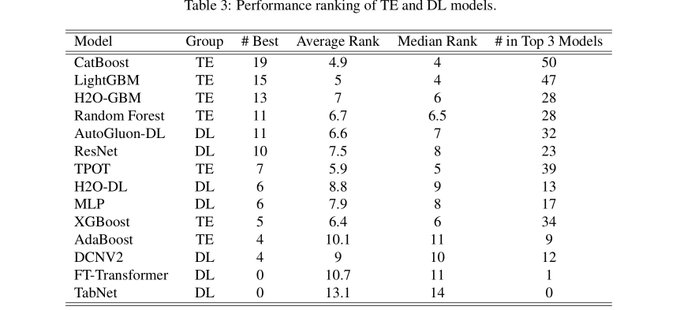 Table 3: Performance ranking of TE and DL models.
Model Group # Best Average Rank Median Rank # in Top 3 Models
CatBoost TE 19 4.9 4 50
LightGBM TE 15 5 4 47
H2O-GBM TE 13 7 6 28
Random Forest TE 11 6.7 6.5 28
AutoGluon-DL DL 11 6.6 7 32
ResNet DL 10 7.5 8 23
TPOT TE 7 5.9 5 39
H2O-DL DL 6 8.8 9 13
MLP DL 6 7.9 8 17
XGBoost TE 5 6.4 6 34
AdaBoost TE 4 10.1 11 9
DCNV2 DL 4 9 10 12
FT-Transformer DL 0 10.7 11 1
TabNet DL 0 13.1 14 0